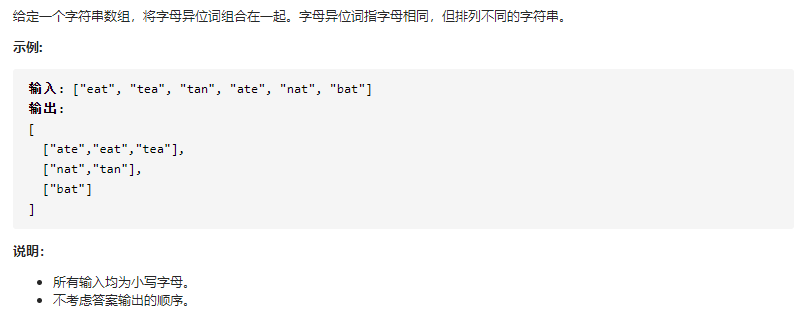 给定一个字符串数组，将字母异位词组合在一起。字母异位词指字母相同，但排列不同的字符串。
示例:
输入: ["eat", "tea", "tan", "ate", "nat", "bat"]
输出:
[
  ["ate","eat","tea"],
  ["nat","tan"],
  ["bat"]
]
说明：
所有输入均为小写字母。
不考虑答案输出的顺序。